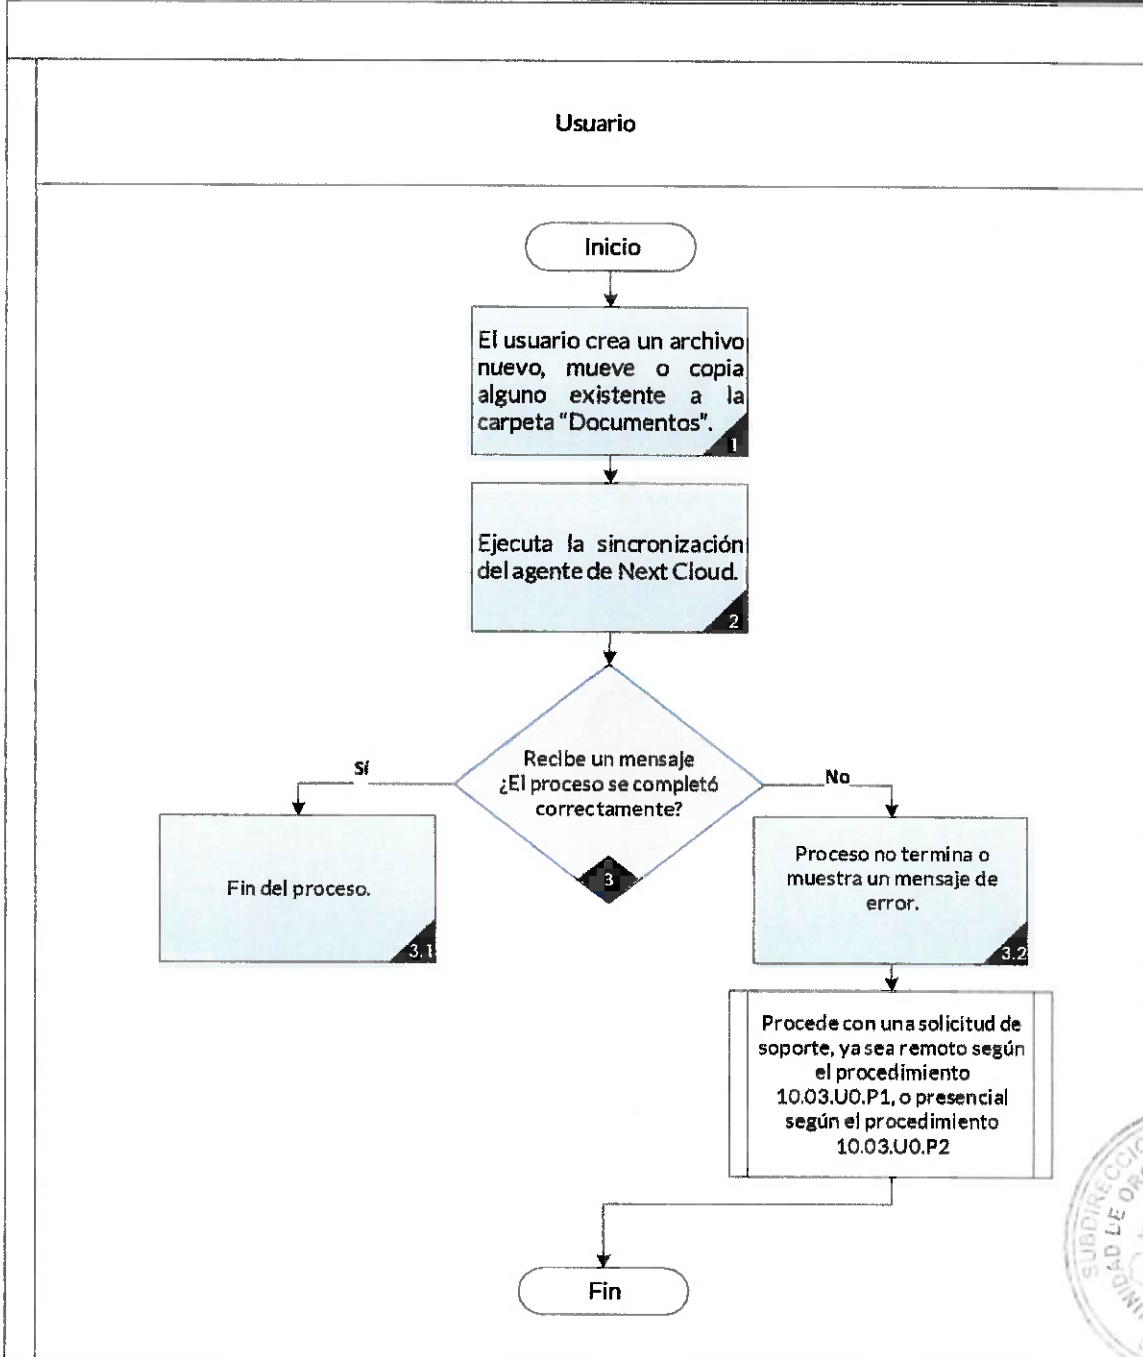 Usuario
Inicio
El usuario crea un archivo
nuevo, mueve o copia
alguno existente a la
carpeta "Documentos".
1
Ejecuta la sincronización
del agente de Next Cloud.
2
Recibe un mensaje
¿El proceso se completó
correctamente?
3
Sí
No
Fin del proceso.
3.1
Proceso no termina o
muestra un mensaje de
error.
3.2
Procede con una solicitud de
soporte, ya sea remoto según
el procedimiento
10.03.U0.P1, o presencial
según el procedimiento
10.03.U0.P2
Fin